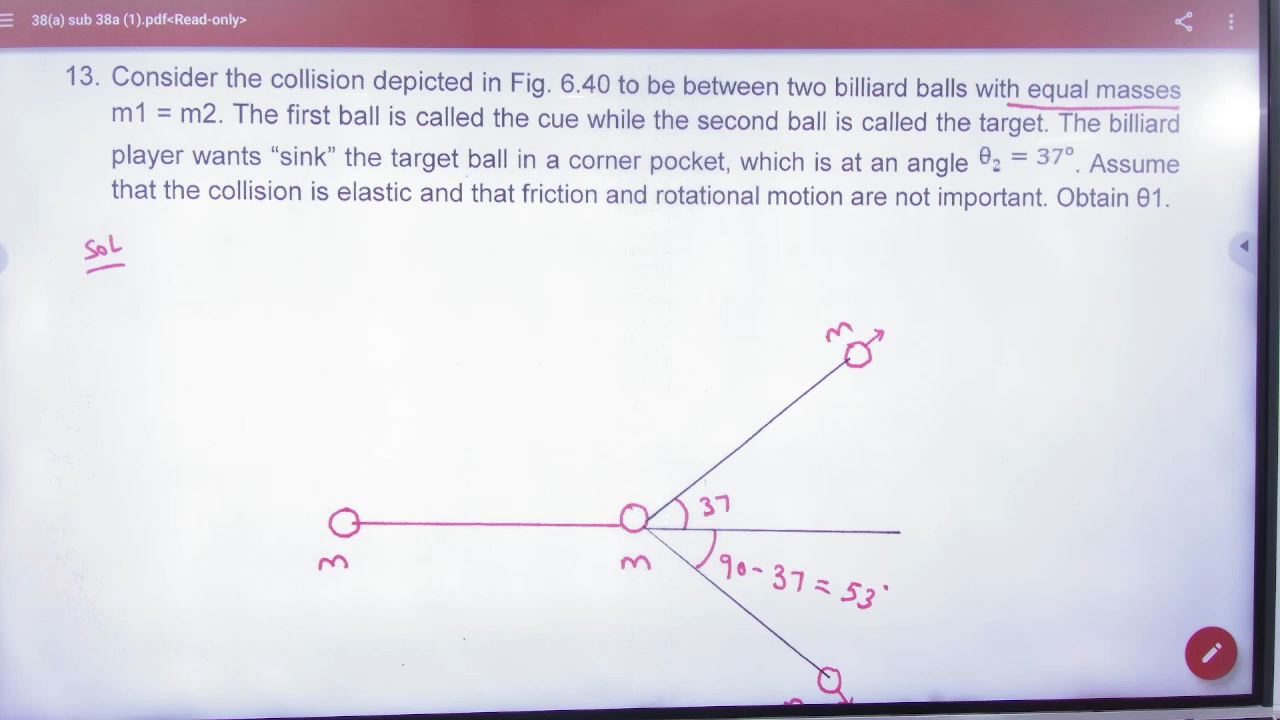 38(a) sub 38a (1).pdf<Read-only>
13. Consider the collision depicted in Fig. 6.40 to be between two billiard balls with equal masses
m1 = m2. The first ball is called the cue while the second ball is called the target. The billiard
player wants “sink” the target ball in a corner pocket, which is at an angle θ₂ = 37°. Assume
that the collision is elastic and that friction and rotational motion are not important. Obtain θ1.
Sol
m
37
m
m
90 - 37 = 53°